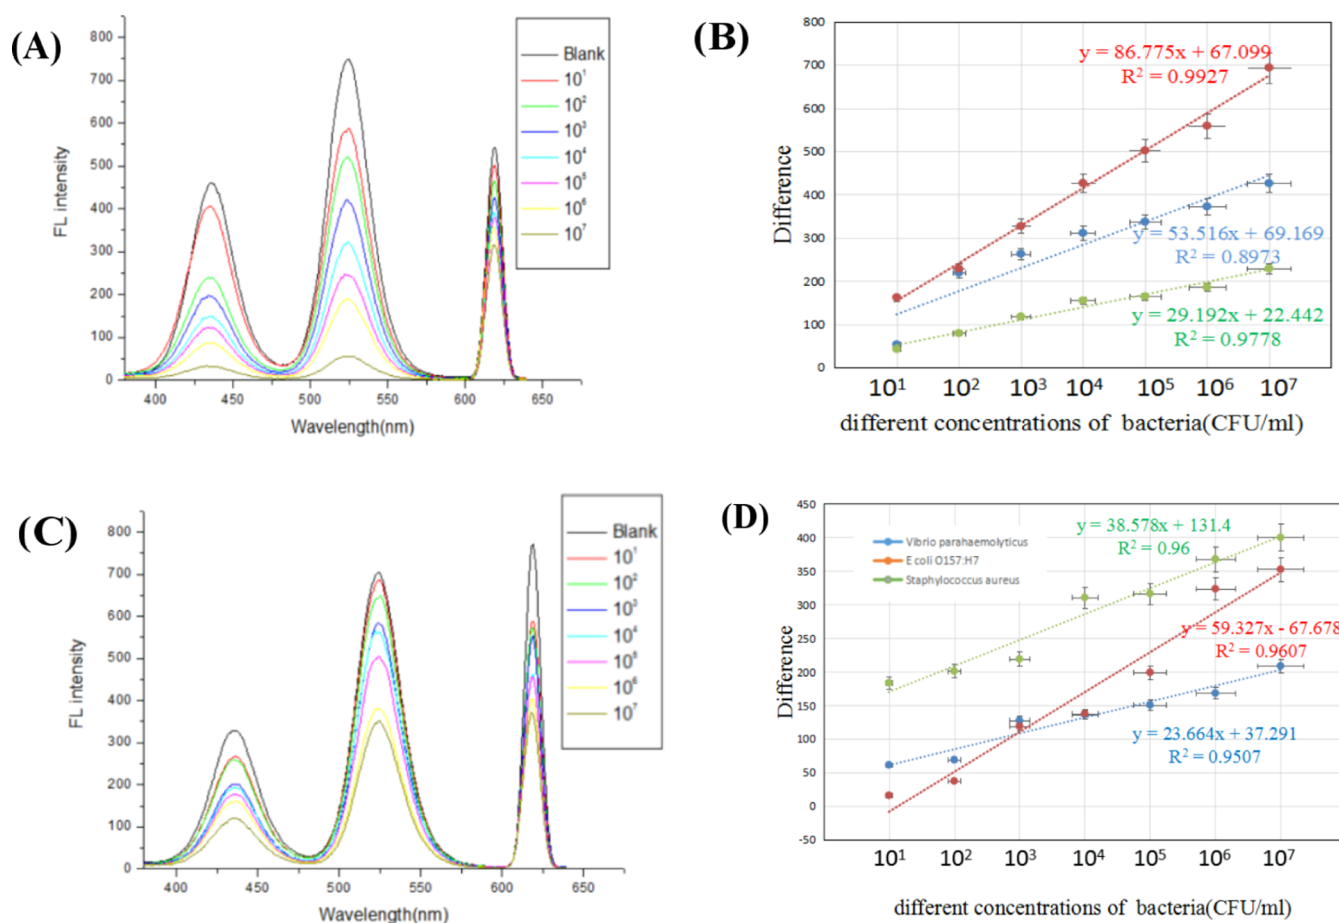 (A)
800
700
600
500
400
300
200
100
0
FL intensity
400
450
500
550
600
650
Wavelength(nm)
Blank
10¹
10²
10³
10⁴
10⁵
10⁶
10⁷
(B)
800
700
600
500
400
300
200
100
0
Difference
y = 86.775x + 67.099
R² = 0.9927
y = 53.516x + 69.169
R² = 0.8973
y = 29.192x + 22.442
R² = 0.9778
10¹
10²
10³
10⁴
10⁵
10⁶
10⁷
different concentrations of bacteria(CFU/ml)
(C)
800
700
600
500
400
300
200
100
0
FL intensity
400
450
500
550
600
650
Wavelength(nm)
Blank
10¹
10²
10³
10⁴
10⁵
10⁶
10⁷
(D)
450
400
350
300
250
200
150
100
50
0
-50
Difference
Vibrio parahaemolyticus
E coli O157:H7
Staphylococcus aureus
y = 38.578x + 131.4
R² = 0.96
y = 59.327x - 67.678
R² = 0.9607
y = 23.664x + 37.291
R² = 0.9507
10¹
10²
10³
10⁴
10⁵
10⁶
10⁷
different concentrations of bacteria(CFU/ml)